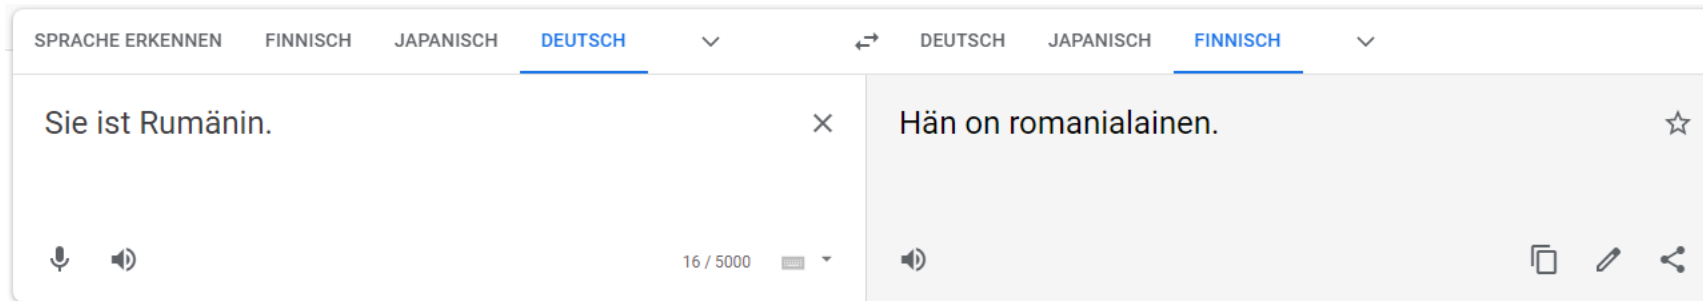 SPRACHE ERKENNEN FINNISCH JAPANISCH DEUTSCH DEUTSCH JAPANISCH FINNISCH
Sie ist Rumänin.
Hän on romanialainen.
16 / 5000